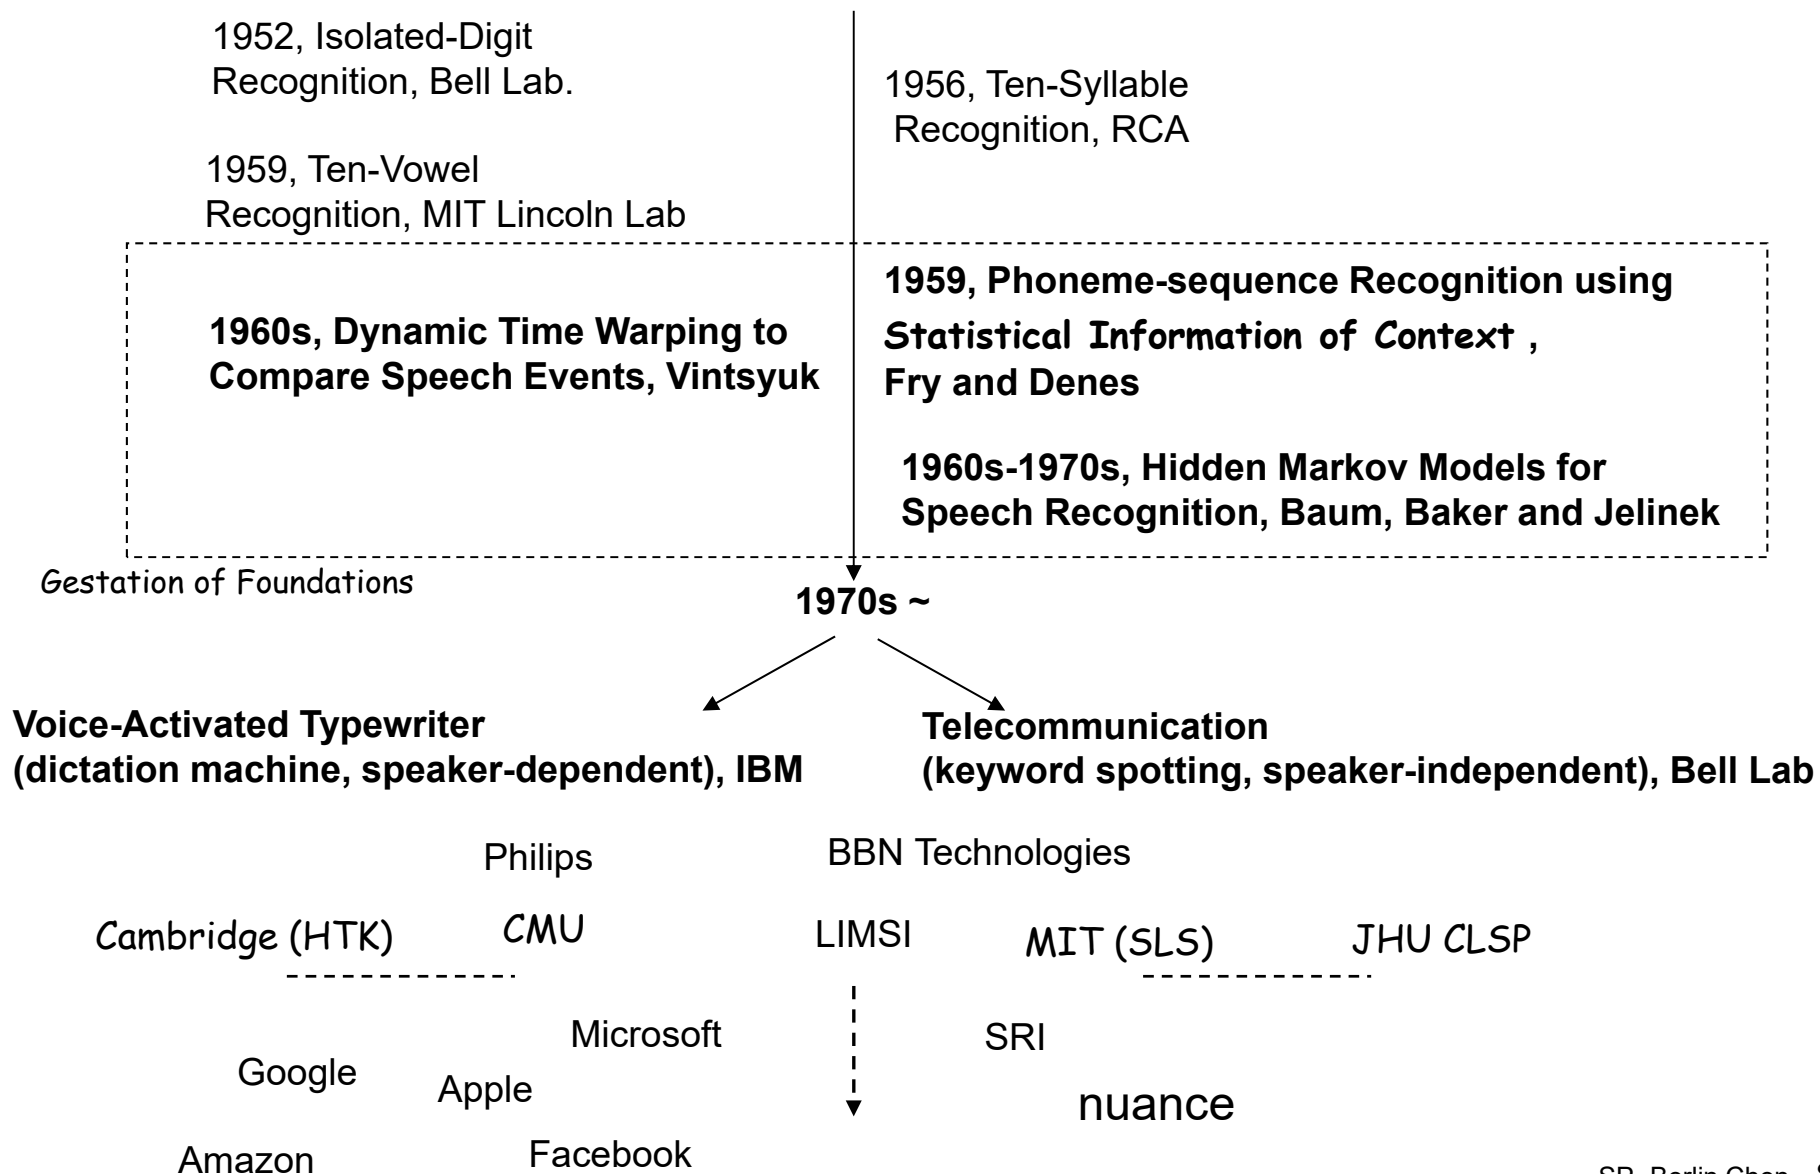 1952, Isolated-Digit
Recognition, Bell Lab.
1956, Ten-Syllable
Recognition, RCA
1959, Ten-Vowel
Recognition, MIT Lincoln Lab
1959, Phoneme-sequence Recognition using
Statistical Information of Context ,
Fry and Denes
1960s, Dynamic Time Warping to
Compare Speech Events, Vintsyuk
1960s-1970s, Hidden Markov Models for
Speech Recognition, Baum, Baker and Jelinek
Gestation of Foundations
1970s ~
Voice-Activated Typewriter
(dictation machine, speaker-dependent), IBM
Telecommunication
(keyword spotting, speaker-independent), Bell Lab
Philips
BBN Technologies
Cambridge (HTK)
CMU
LIMSI
MIT (SLS)
JHU CLSP
Microsoft
SRI
Google
Apple
nuance
Amazon
Facebook